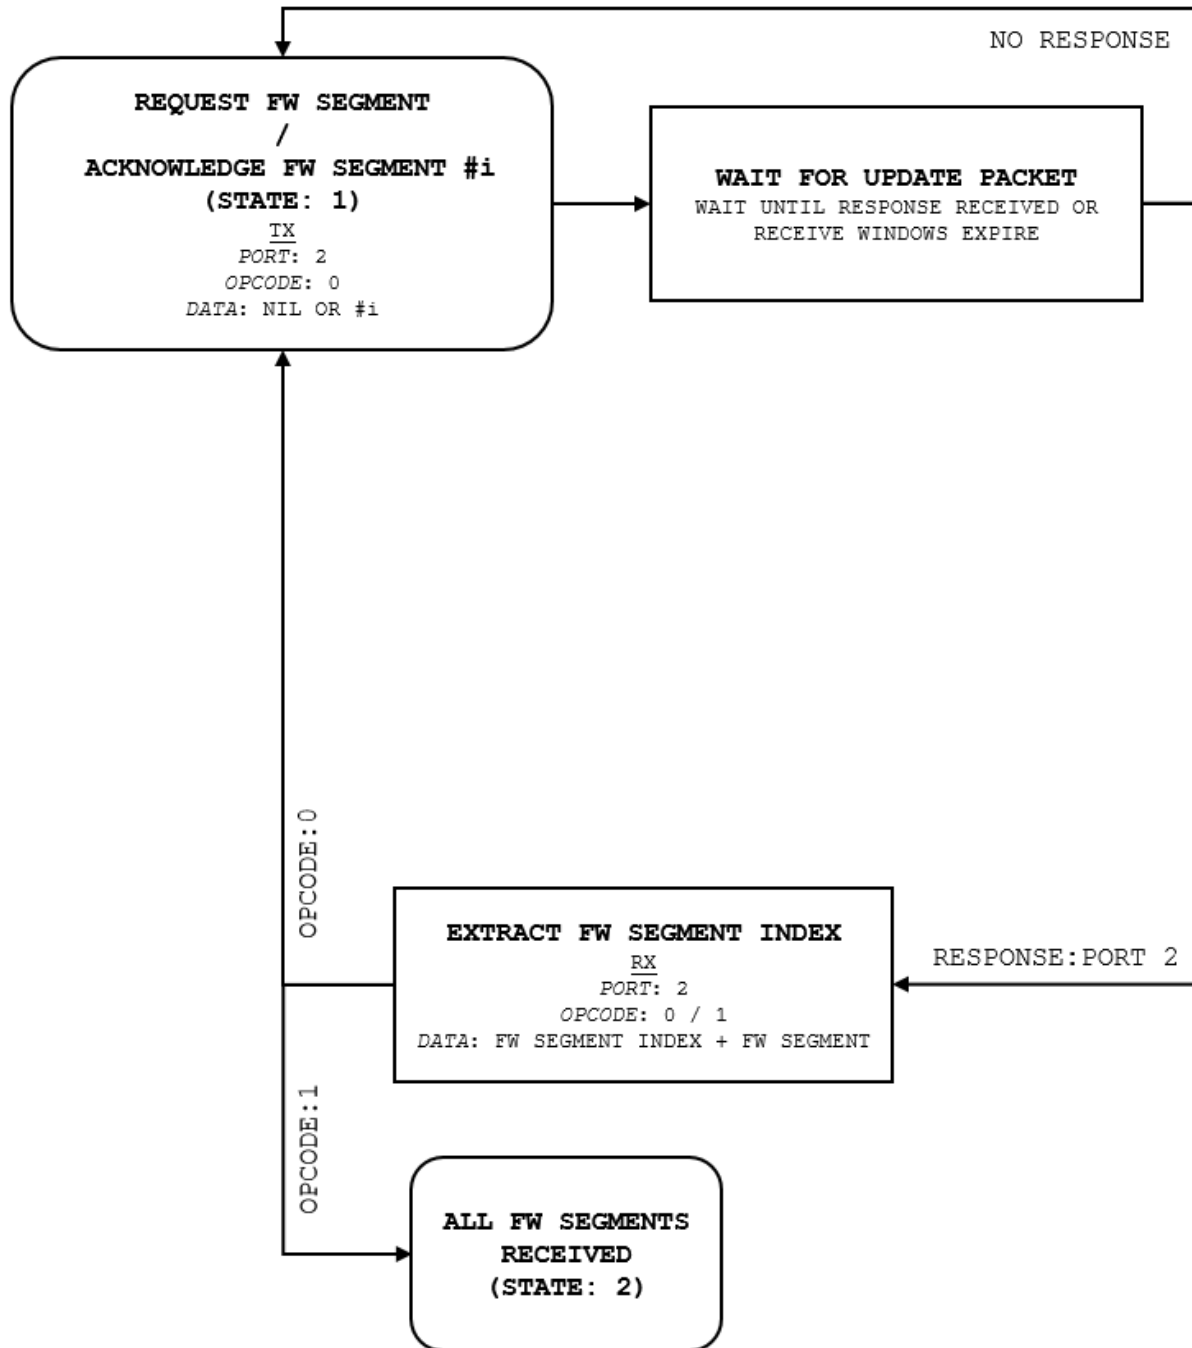 NO RESPONSE
REQUEST FW SEGMENT
/
ACKNOWLEDGE FW SEGMENT #i
(STATE: 1)
TX
PORT: 2
OPCODE: 0
DATA: NIL OR #i
WAIT FOR UPDATE PACKET
WAIT UNTIL RESPONSE RECEIVED OR
RECEIVE WINDOWS EXPIRE
OPCODE:0
EXTRACT FW SEGMENT INDEX
RX
PORT: 2
OPCODE: 0 / 1
DATA: FW SEGMENT INDEX + FW SEGMENT
RESPONSE:PORT 2
OPCODE:1
ALL FW SEGMENTS
RECEIVED
(STATE: 2)